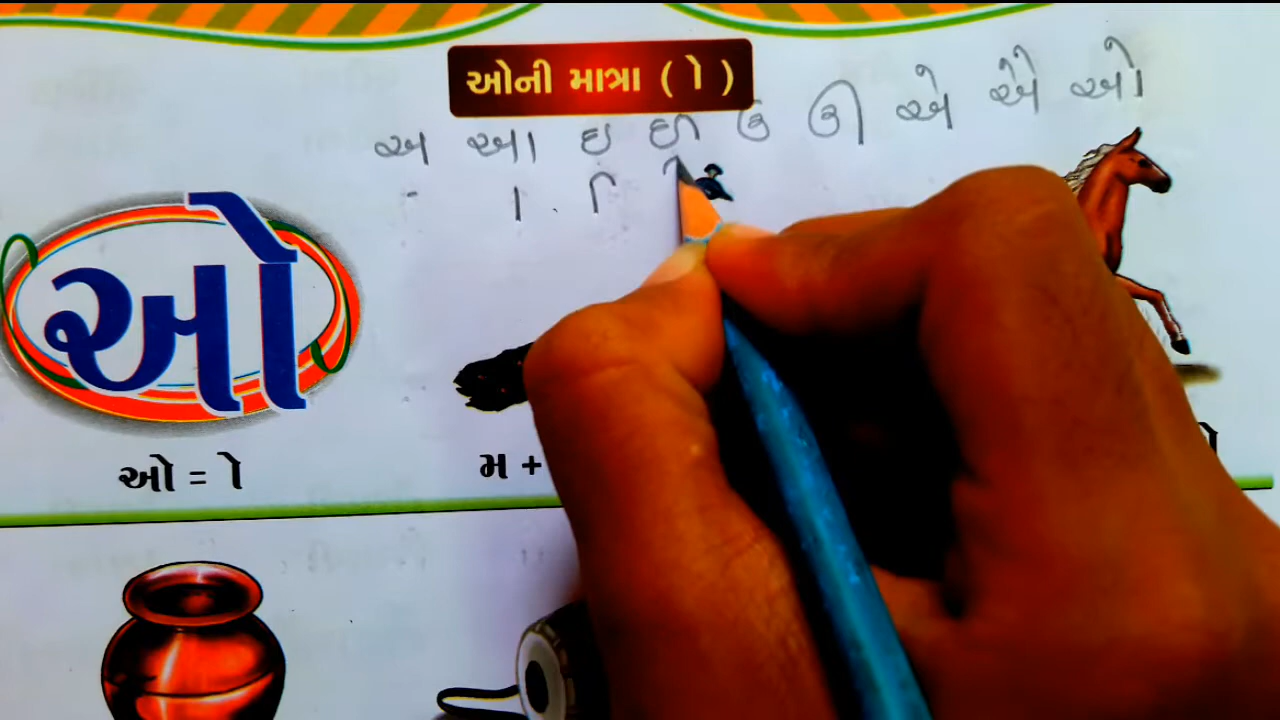 ઓની માત્રા ( ો )
અ આ ઇ ઈ ઉ ઊ એ ઐ ઓ
- ા . િ
ઓ
ઓ = ો
મ +